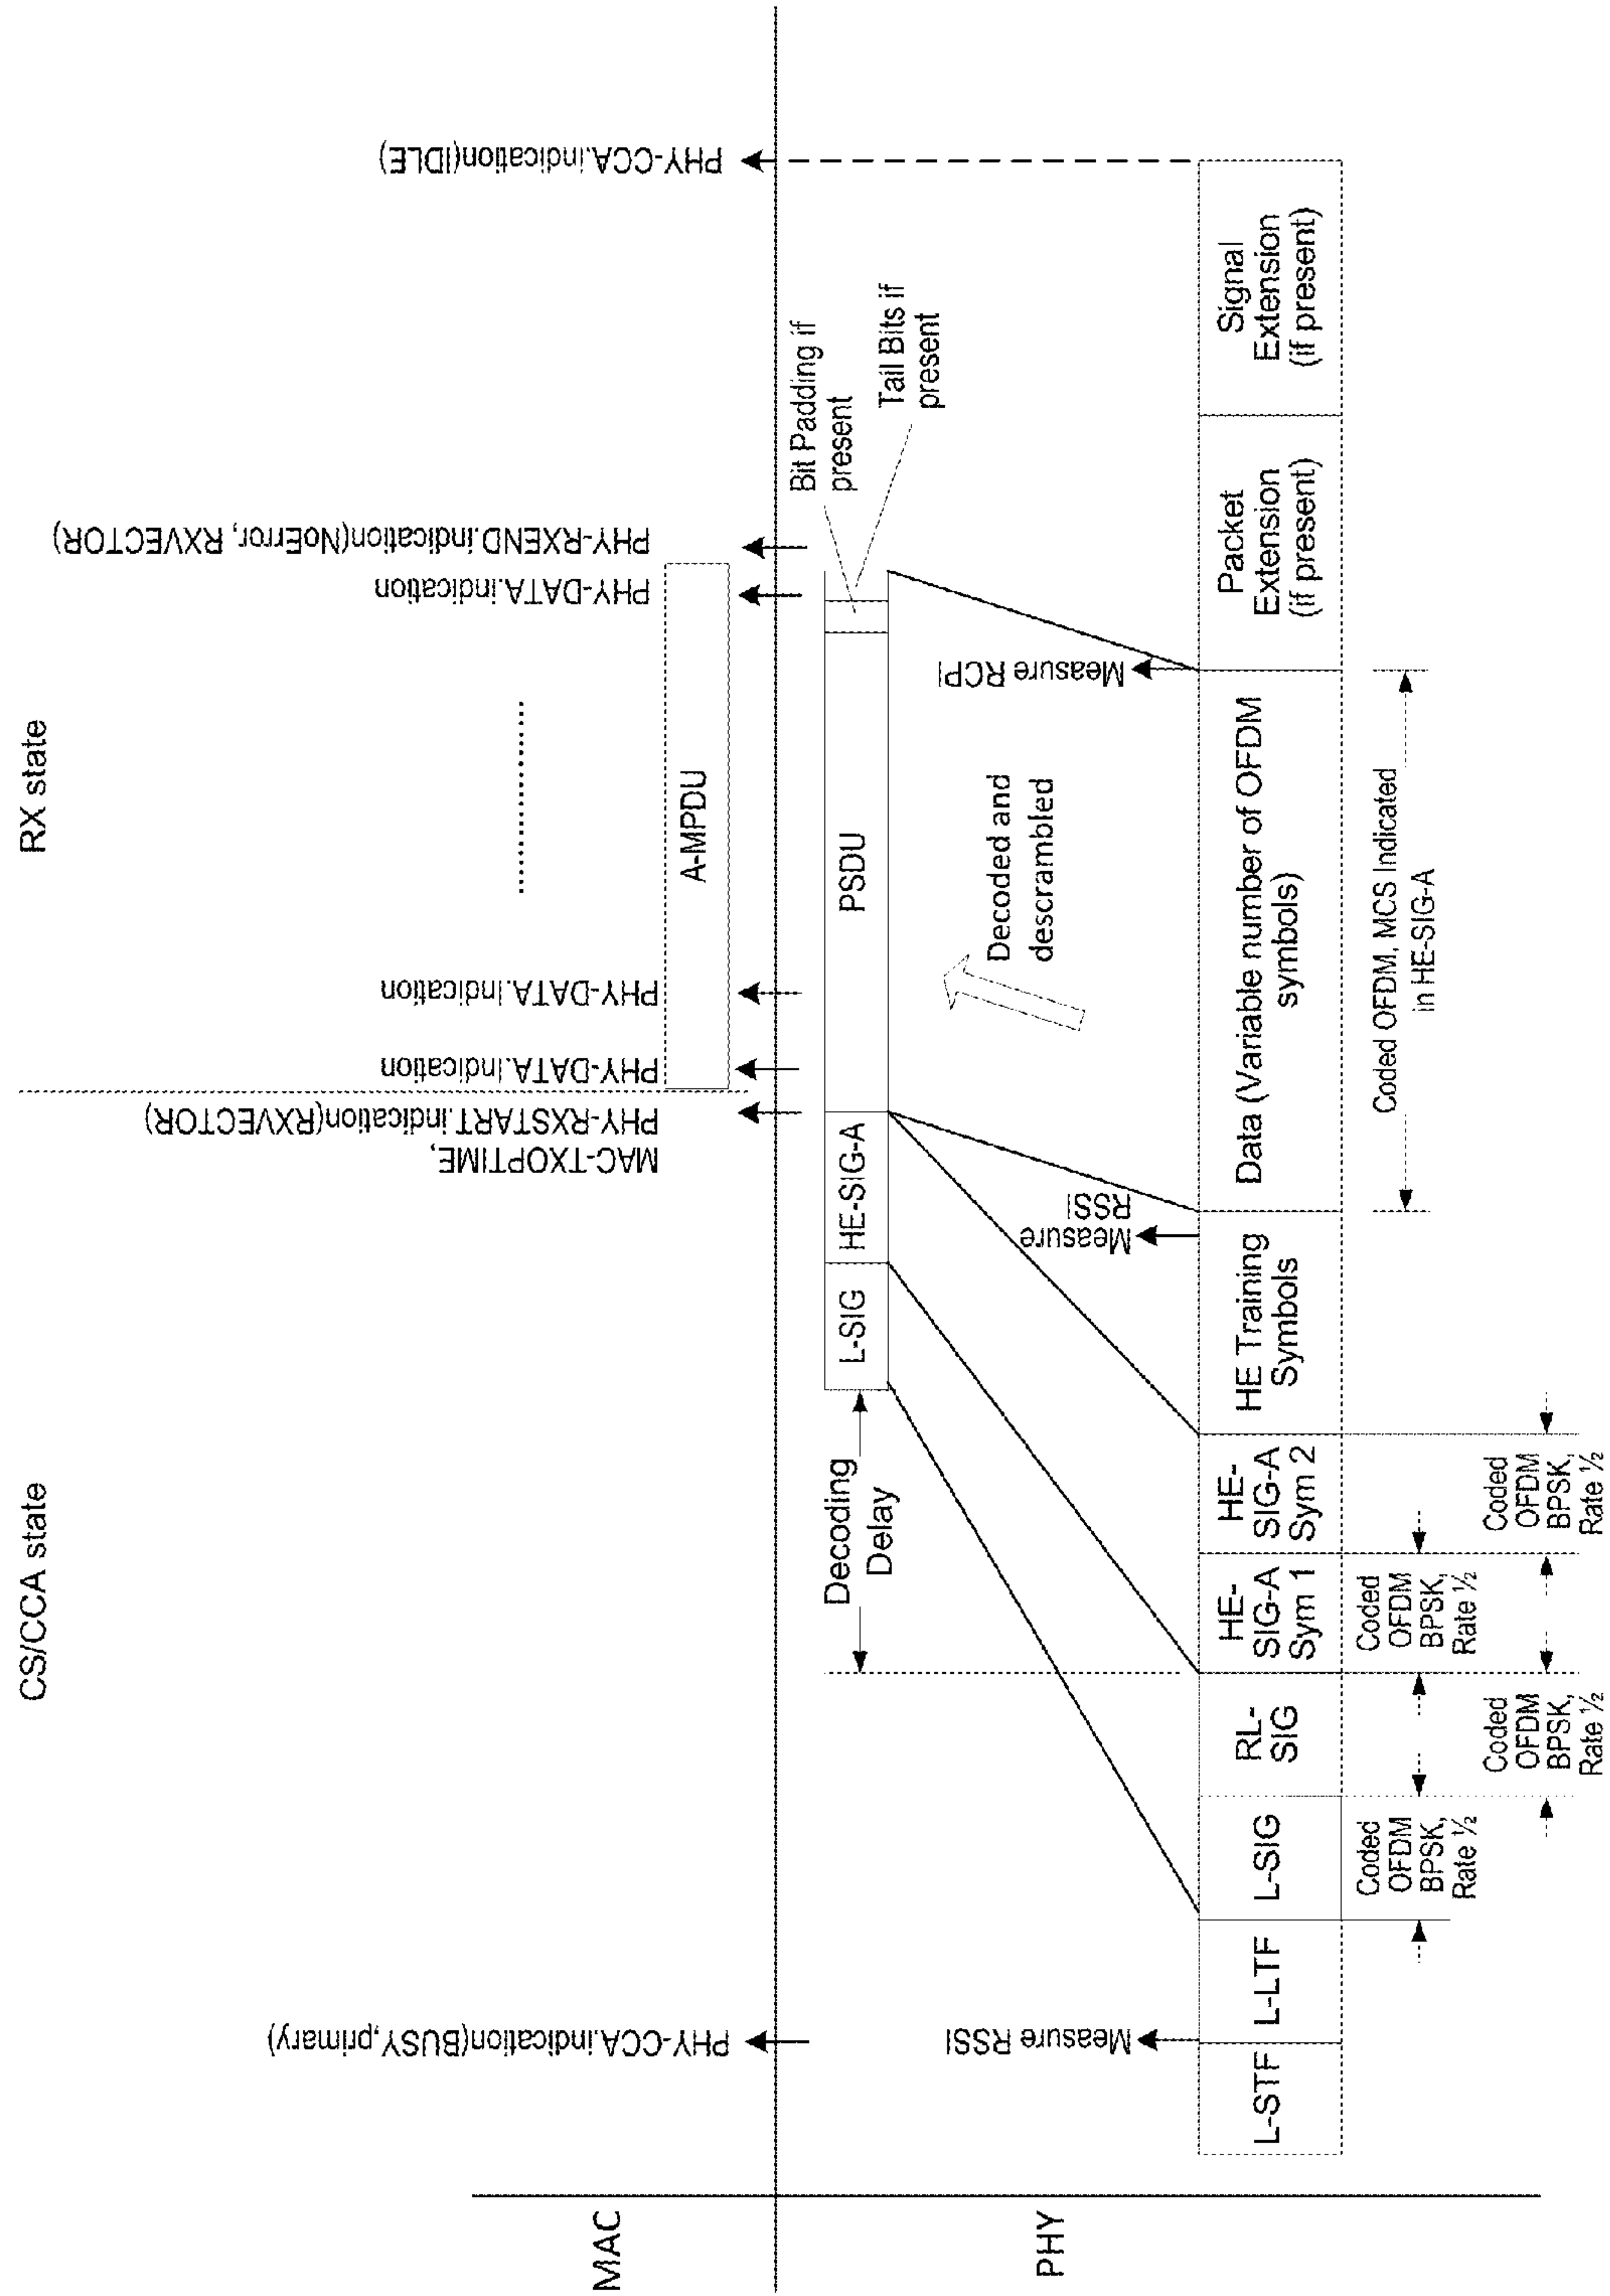 CS/CCA state
RX state
MAC
PHY-CCA.indication(BUSY,primary)
MAC-TXOPTIME,
PHY-RXSTART.indication(RXVECTOR)
PHY-DATA.indication
PHY-DATA.indication
..................
PHY-DATA.indication
PHY-RXEND.indication(NoError, RXVECTOR)
PHY-CCA.indication(IDLE)
A-MPDU
PHY
Decoding
Delay
L-SIG
HE-SIG-A
PSDU
Bit Padding if
present
Tail Bits if
present
Measure RSSI
Measure
RSSI
Decoded and
descrambled
Measure RCPI
L-STF
L-LTF
L-SIG
RL-
SIG
HE-
SIG-A
Sym 1
HE-
SIG-A
Sym 2
HE Training
Symbols
Data (Variable number of OFDM
symbols)
Packet
Extension
(if present)
Signal
Extension
(if present)
Coded
OFDM
BPSK,
Rate ½
Coded
OFDM
BPSK,
Rate ½
Coded
OFDM
BPSK,
Rate ½
Coded
OFDM
BPSK,
Rate ½
Coded OFDM, MCS Indicated
in HE-SIG-A